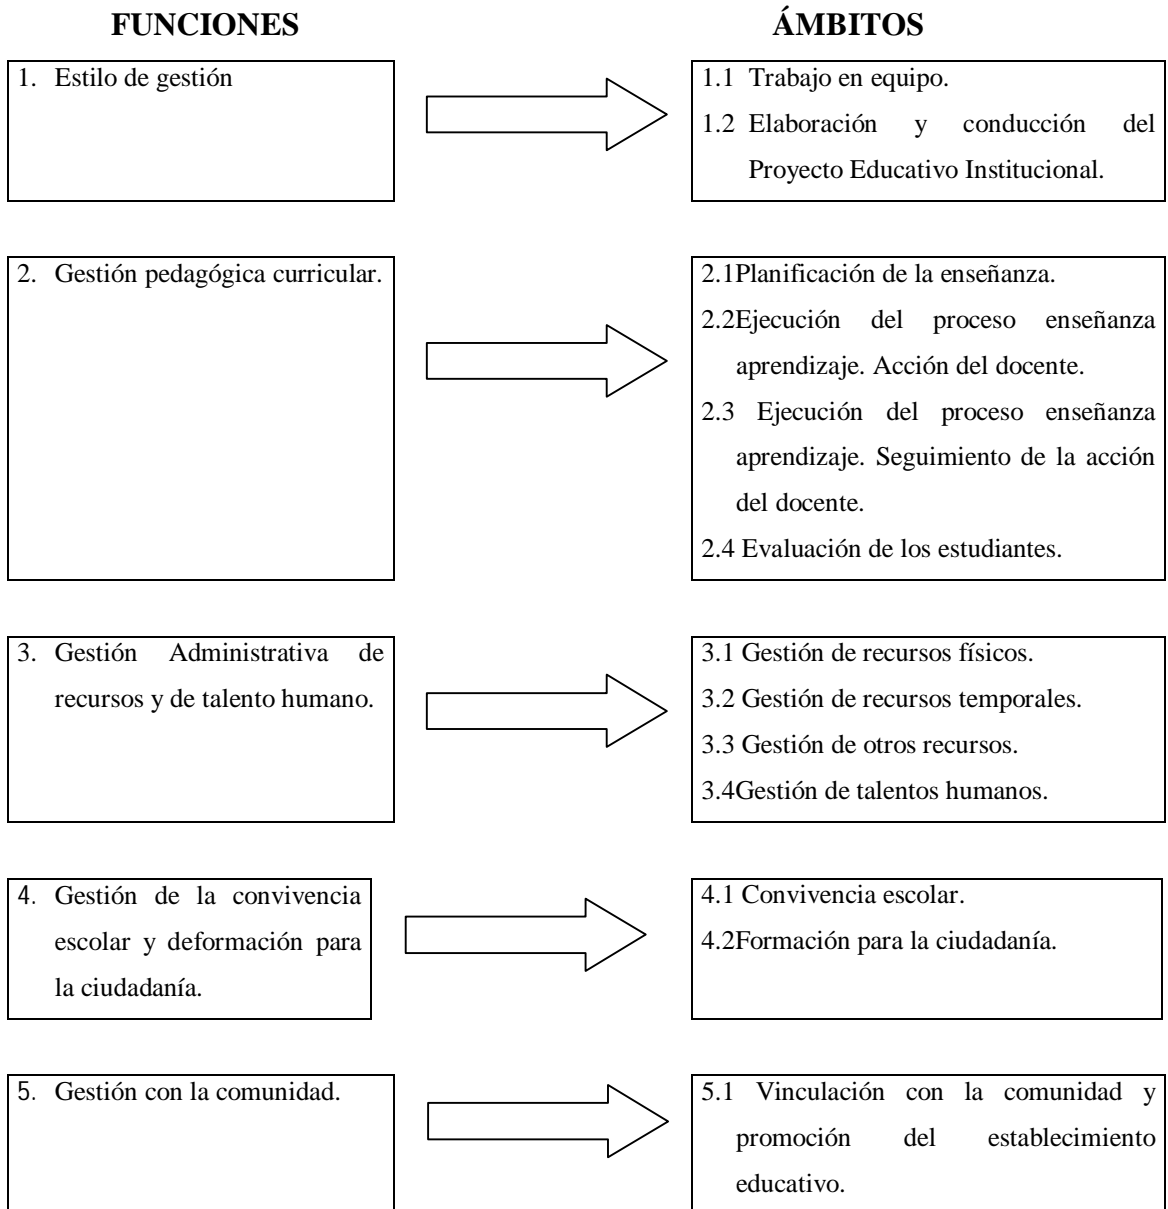 FUNCIONES
ÁMBITOS
1. Estilo de gestión
1.1 Trabajo en equipo.
1.2 Elaboración y conducción del
Proyecto Educativo Institucional.
2. Gestión pedagógica curricular.
2.1Planificación de la enseñanza.
2.2Ejecución del proceso enseñanza
aprendizaje. Acción del docente.
2.3 Ejecución del proceso enseñanza
aprendizaje. Seguimiento de la acción
del docente.
2.4 Evaluación de los estudiantes.
3. Gestión Administrativa de
recursos y de talento humano.
3.1 Gestión de recursos físicos.
3.2 Gestión de recursos temporales.
3.3 Gestión de otros recursos.
3.4Gestión de talentos humanos.
4. Gestión de la convivencia
escolar y deformación para
la ciudadanía.
4.1 Convivencia escolar.
4.2Formación para la ciudadanía.
5. Gestión con la comunidad.
5.1 Vinculación con la comunidad y
promoción del establecimiento
educativo.